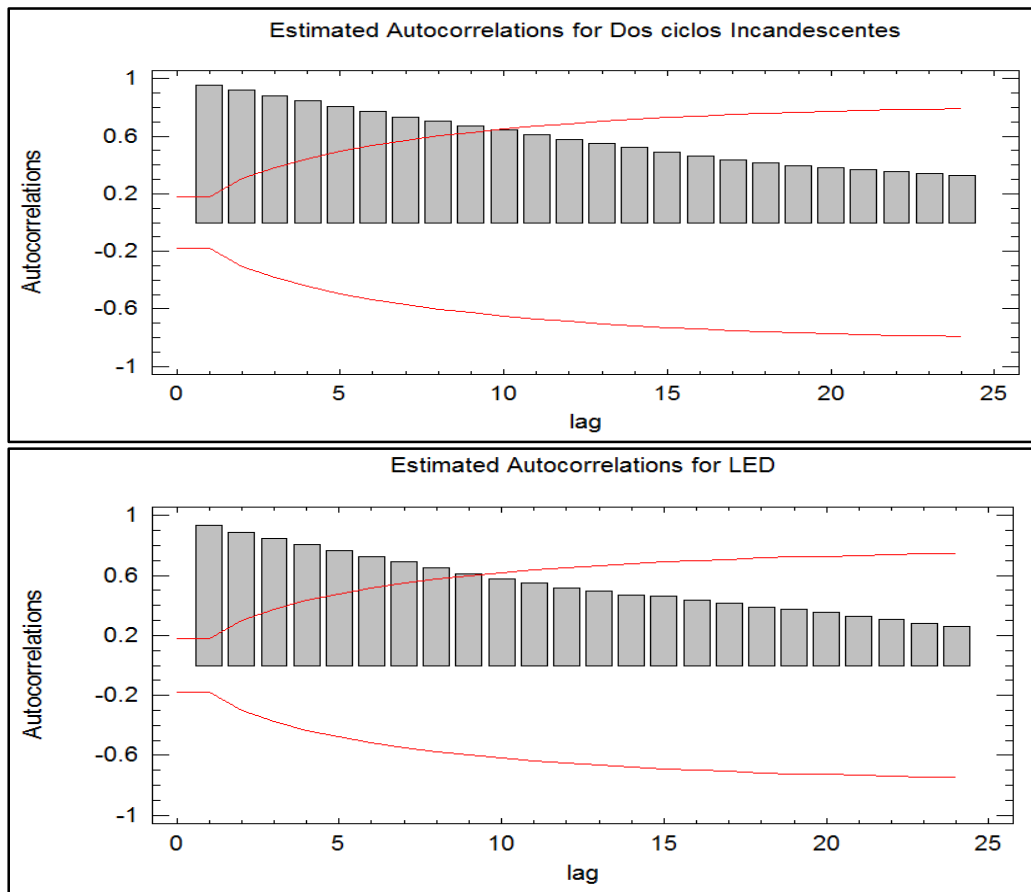 Estimated Autocorrelations for Dos ciclos Incandescentes
Autocorrelations
1
0.6
0.2
-0.2
-0.6
-1
0 5 10 15 20 25
lag
Estimated Autocorrelations for LED
Autocorrelations
1
0.6
0.2
-0.2
-0.6
-1
0 5 10 15 20 25
lag